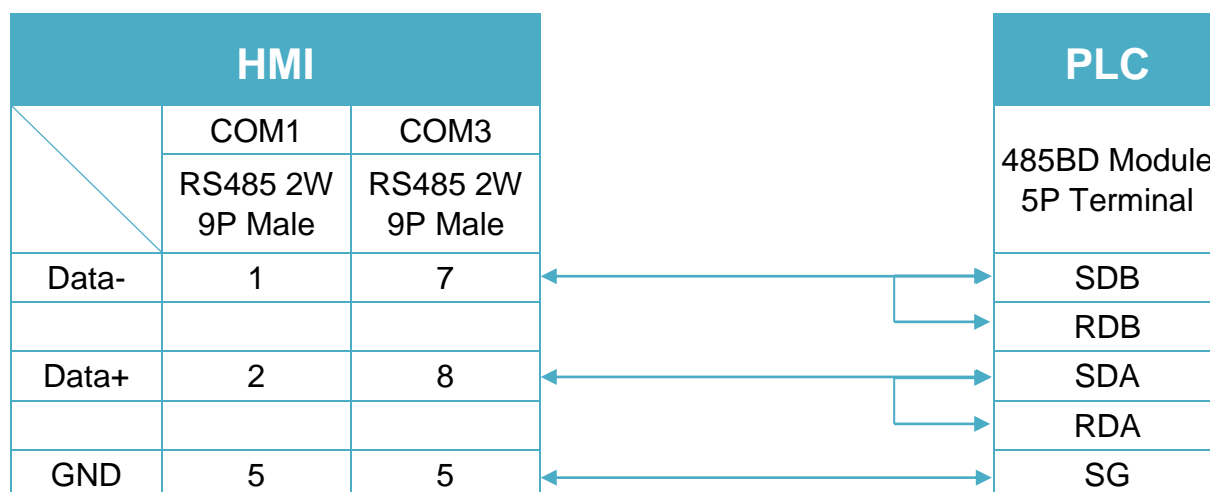 HMI PLC
COM1 COM3
485BD Module
RS485 2W RS485 2W
5P Terminal
9P Male 9P Male
Data- 1 7 SDB
RDB
Data+ 2 8 SDA
RDA
GND 5 5 SG